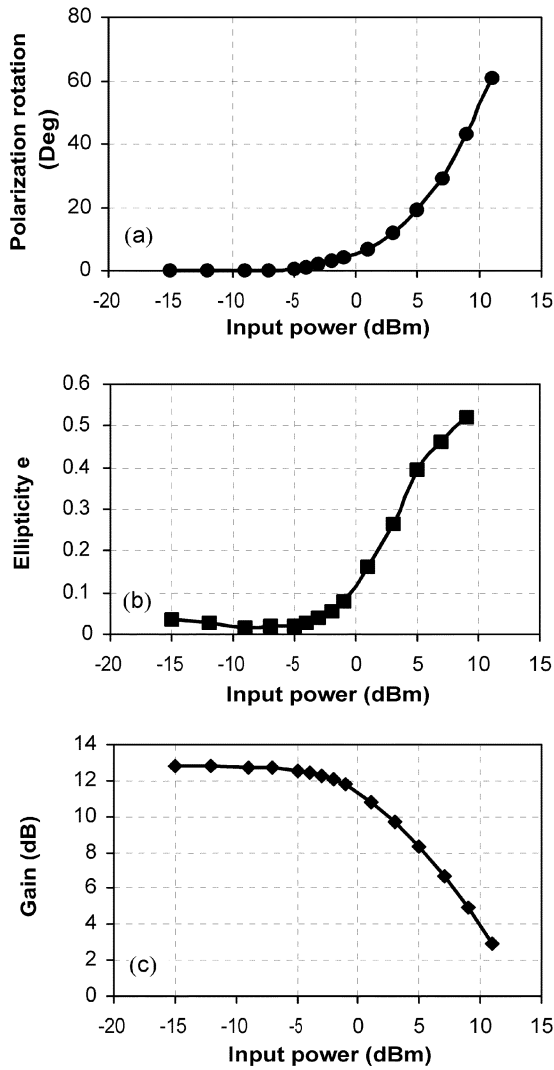 Polarization rotation
(Deg)
80
60
40
20
0
(a)
-20 -15 -10 -5 0 5 10 15
Input power (dBm)
Ellipticity e
0.6
0.5
0.4
0.3
0.2
0.1
0
(b)
-20 -15 -10 -5 0 5 10 15
Input power (dBm)
Gain (dB)
14
12
10
8
6
4
2
0
(c)
-20 -15 -10 -5 0 5 10 15
Input power (dBm)